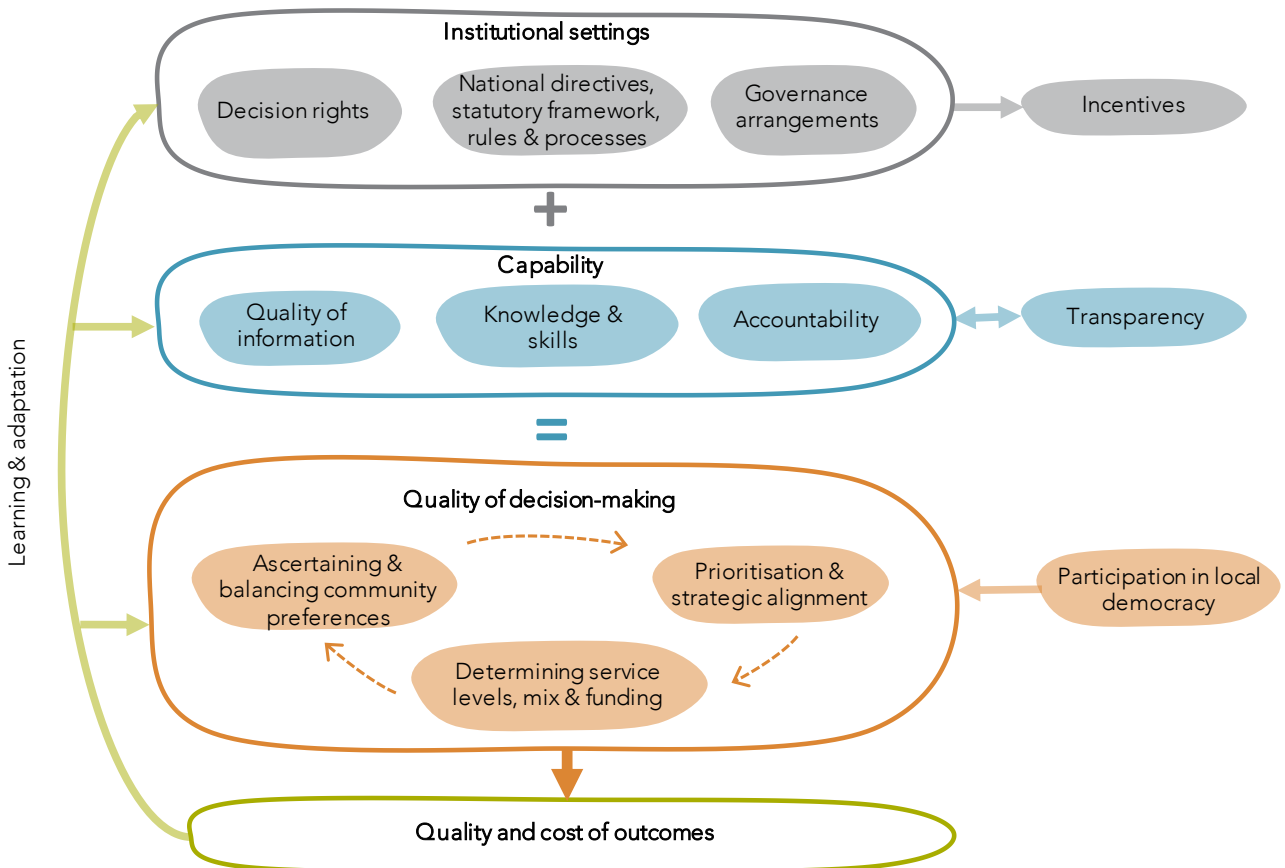 Institutional settings
Decision rights
National directives,
statutory framework,
rules & processes
Governance
arrangements
Incentives
+
Capability
Quality of
information
Knowledge &
skills
Accountability
Transparency
=
Learning & adaptation
Quality of decision-making
Ascertaining &
balancing community
preferences
Prioritisation &
strategic alignment
Determining service
levels, mix & funding
Participation in local
democracy
Quality and cost of outcomes